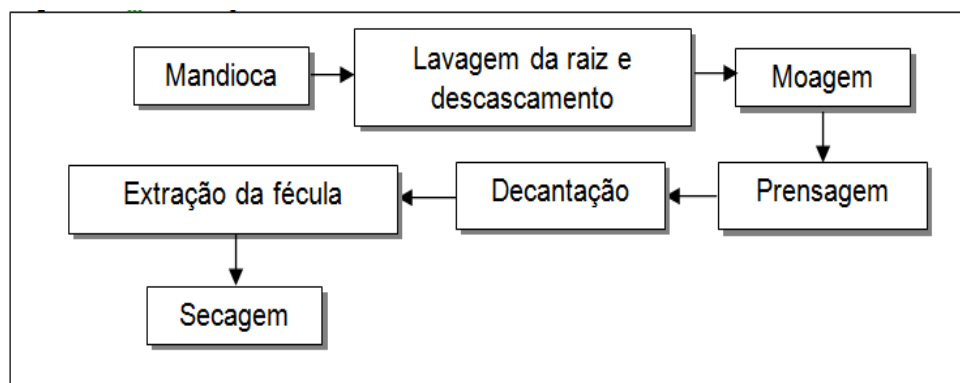 Mandioca
Lavagem da raiz e
descascamento
Moagem
Prensagem
Decantação
Extração da fécula
Secagem